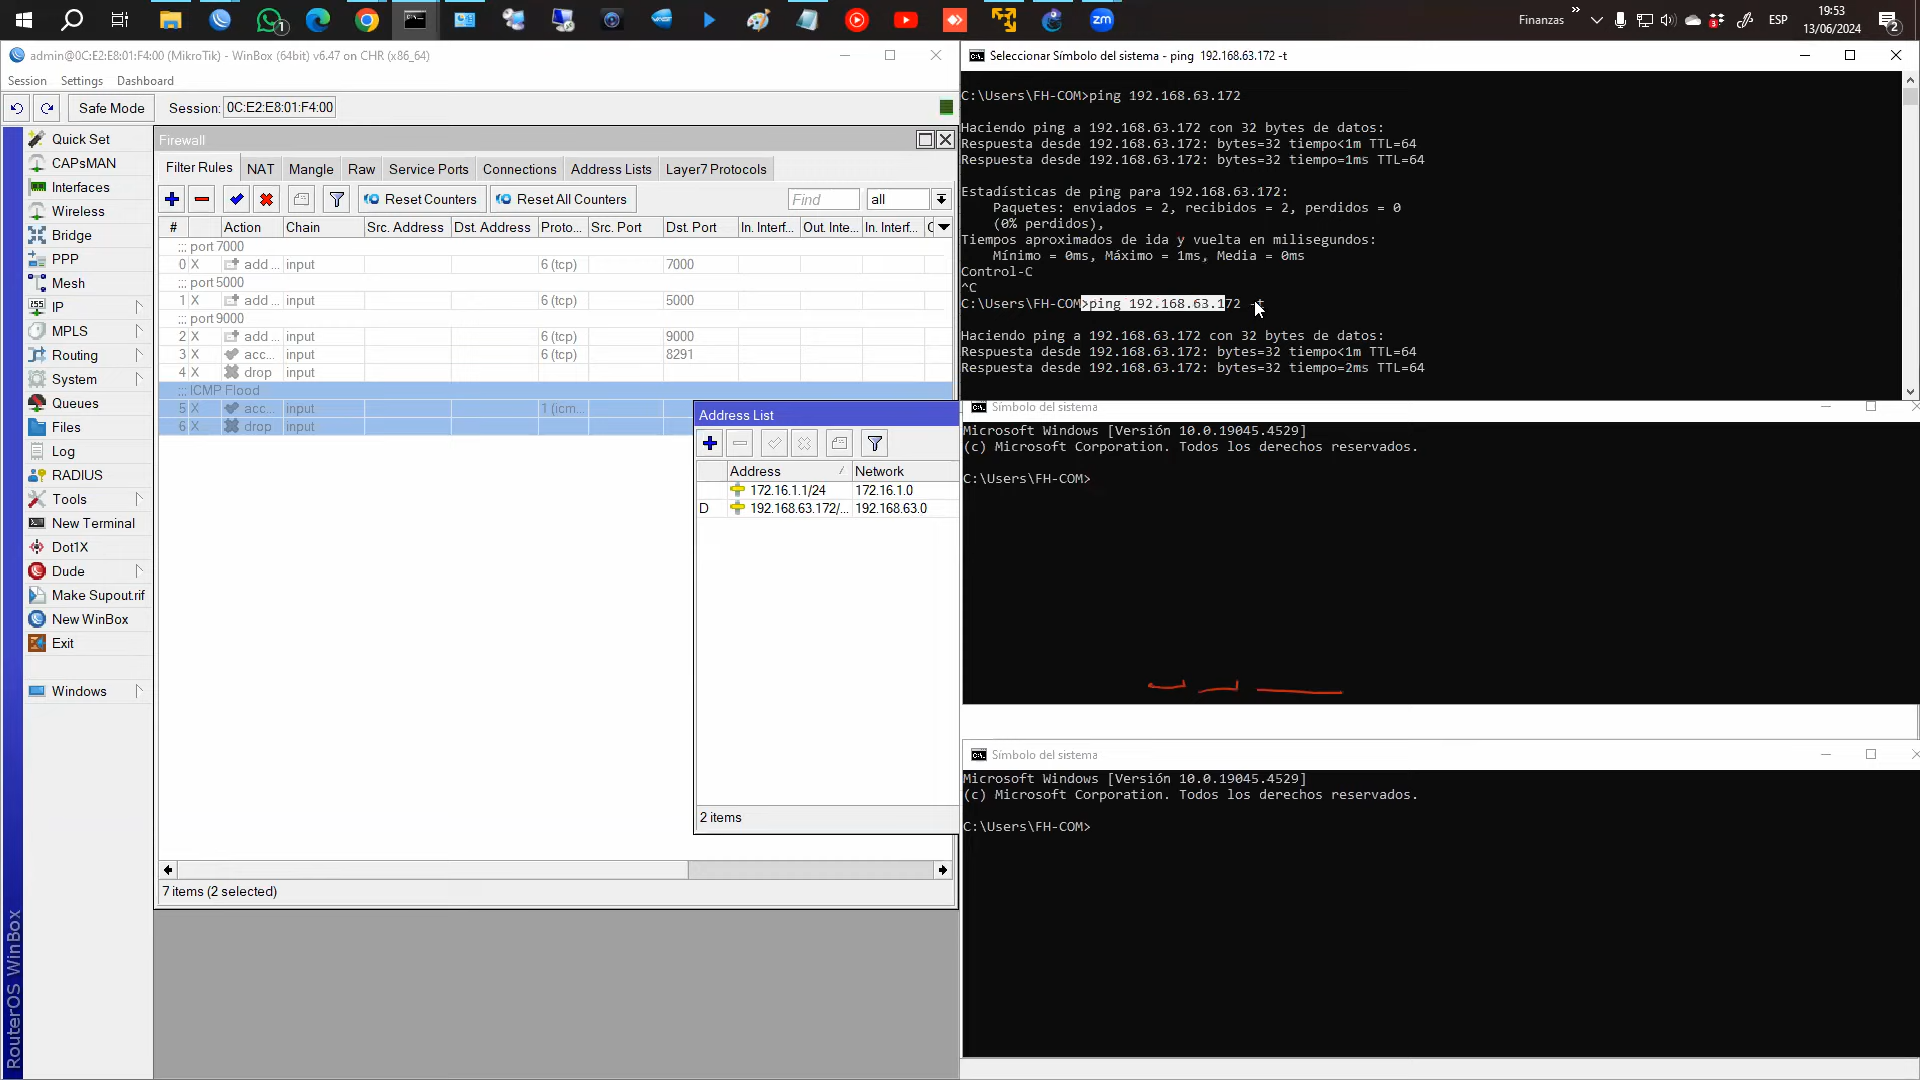 Finanzas
ESP
19:53
13/06/2024
1
3
2
zm
admin@0C:E2:E8:01:F4:00 (MikroTik) - WinBox (64bit) v6.47 on CHR (x86_64)
Session Settings Dashboard
Safe Mode Session: 0C:E2:E8:01:F4:00
Quick Set
CAPsMAN
Interfaces
Wireless
Bridge
PPP
Mesh
IP
MPLS
Routing
System
Queues
Files
Log
RADIUS
Tools
New Terminal
Dot1X
Dude
Make Supout.rif
New WinBox
Exit
Windows
RouterOS WinBox
Firewall
Filter Rules NAT Mangle Raw Service Ports Connections Address Lists Layer7 Protocols
Reset Counters Reset All Counters Find all
# Action Chain Src. Address Dst. Address Proto... Src. Port Dst. Port In. Interf... Out. Inte... In. Interf...
;;; port 7000
0 X add ... input 6 (tcp) 7000
;;; port 5000
1 X add ... input 6 (tcp) 5000
;;; port 9000
2 X add ... input 6 (tcp) 9000
3 X acc... input 6 (tcp) 8291
4 X drop input
;;; ICMP Flood
5 X acc... input 1 (icm...
6 X drop input
7 items (2 selected)
Address List
Address Network
172.16.1.1/24 172.16.1.0
D 192.168.63.172/... 192.168.63.0
2 items
Seleccionar Símbolo del sistema - ping 192.168.63.172 -t
C:\Users\FH-COM>ping 192.168.63.172
Haciendo ping a 192.168.63.172 con 32 bytes de datos:
Respuesta desde 192.168.63.172: bytes=32 tiempo<1m TTL=64
Respuesta desde 192.168.63.172: bytes=32 tiempo=1ms TTL=64
Estadísticas de ping para 192.168.63.172:
Paquetes: enviados = 2, recibidos = 2, perdidos = 0
(0% perdidos),
Tiempos aproximados de ida y vuelta en milisegundos:
Mínimo = 0ms, Máximo = 1ms, Media = 0ms
Control-C
^C
C:\Users\FH-COM>ping 192.168.63.172 -t
Haciendo ping a 192.168.63.172 con 32 bytes de datos:
Respuesta desde 192.168.63.172: bytes=32 tiempo<1m TTL=64
Respuesta desde 192.168.63.172: bytes=32 tiempo=2ms TTL=64
Símbolo del sistema
Microsoft Windows [Versión 10.0.19045.4529]
(c) Microsoft Corporation. Todos los derechos reservados.
C:\Users\FH-COM>
Símbolo del sistema
Microsoft Windows [Versión 10.0.19045.4529]
(c) Microsoft Corporation. Todos los derechos reservados.
C:\Users\FH-COM>